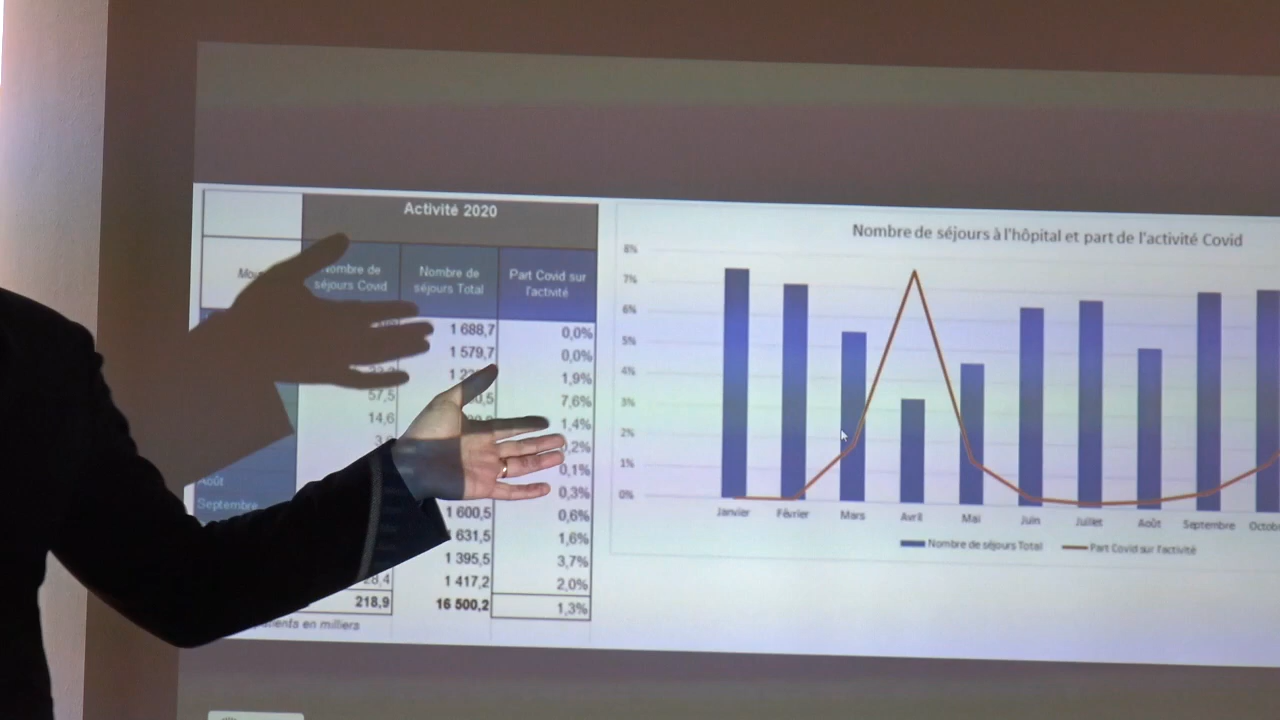 Activité 2020
Nombre de séjours Covid
Nombre de séjours Total
Part Covid sur l'activité
1 688,7 0,0%
1 579,7 0,0%
1,9%
57,5 7,6%
14,6 1,4%
0,1%
Août 0,3%
Septembre 1 600,5 0,6%
631,5 1,6%
1 395,5 3,7%
28,4 1 417,2 2,0%
218,9 16 500,2 1,3%
en milliers
Nombre de séjours à l'hôpital et part de l'activité Covid
8%
7%
6%
5%
4%
3%
2%
1%
0%
Janvier Février Mars Avril Mai Juin Juillet Août Septembre
Nombre de séjours Total Part Covid sur l'activité